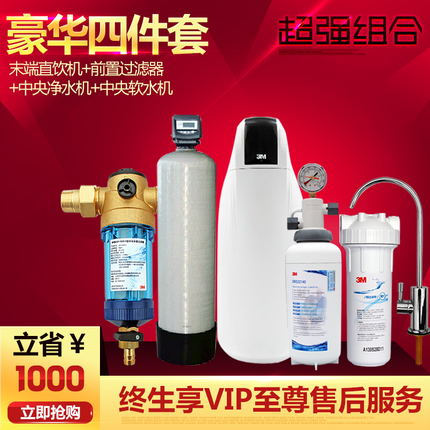 豪华四件套
超强组合
末端直饮机+前置过滤器
+中央净水机+中央软水机
3M
3M
3M
3M
立省￥
1000
立即抢购
终生享VIP至尊售后服务